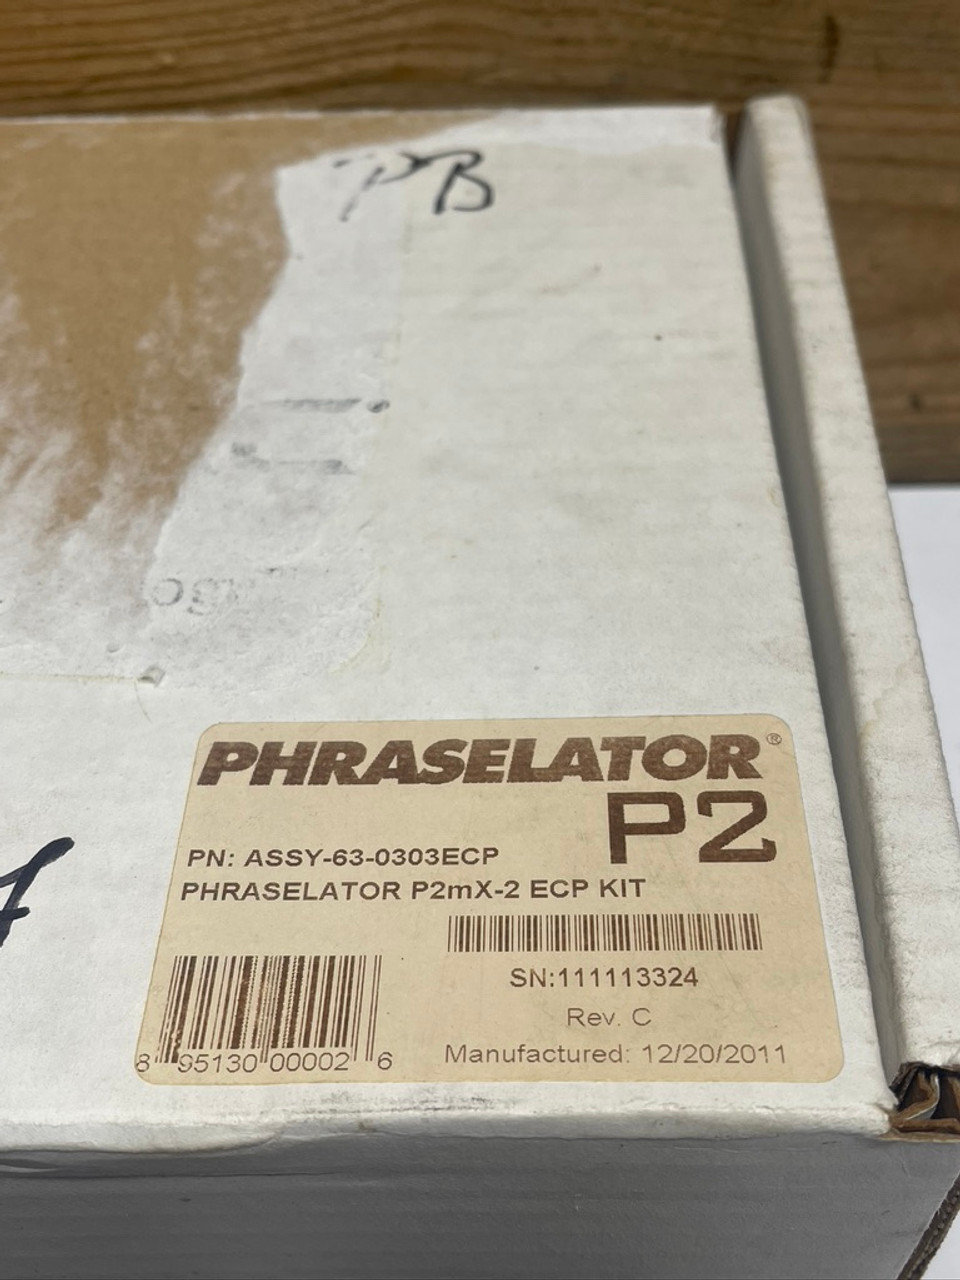 PB
PHRASELATOR®
P2
PN: ASSY-63-0303ECP
PHRASELATOR P2mX-2 ECP KIT
SN:111113324
Rev. C
Manufactured: 12/20/2011
8 95130 00002 6